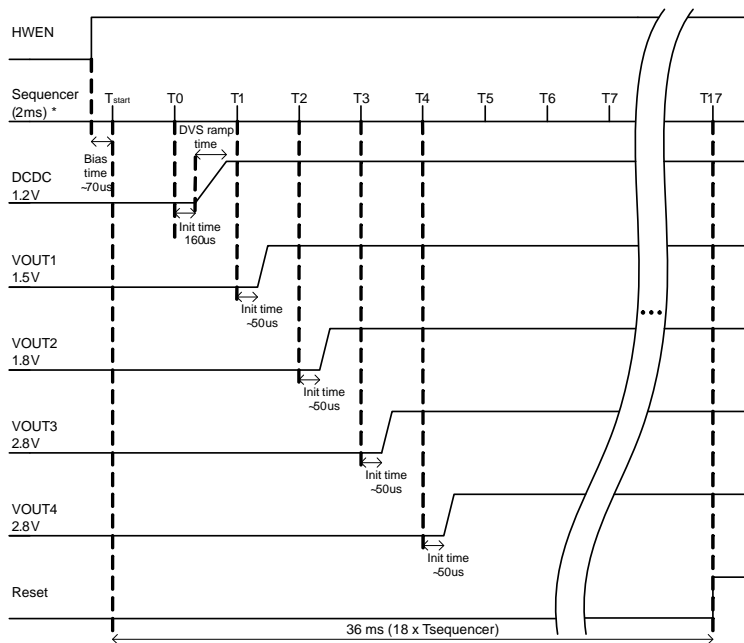 HWEN
Sequencer
(2ms) *
Tstart
T0
T1
T2
T3
T4
T5
T6
T7
T17
DVS ramp
time
Bias
time
~70us
DCDC
1.2V
Init time
160us
VOUT1
1.5V
Init time
~50us
VOUT2
1.8V
Init time
~50us
VOUT3
2.8V
Init time
~50us
VOUT4
2.8V
Init time
~50us
Reset
36 ms (18 x Tsequencer)